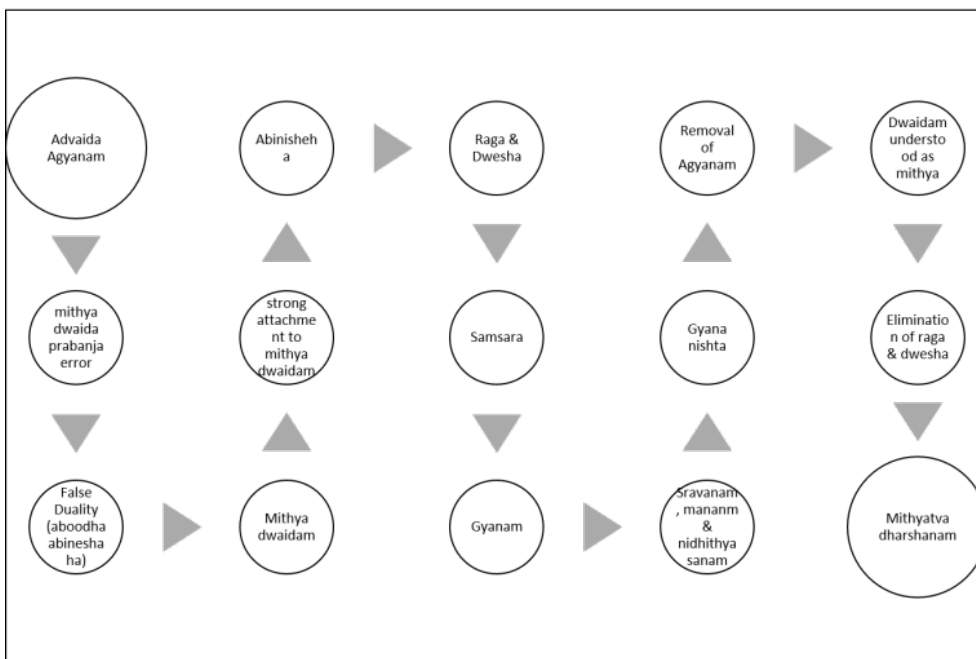 Advaida
Agyanam
mithya
dwaida
prabanja
error
False
Duality
(aboodha
abinesha
ha)
Mithya
dwaidam
strong
attachme
nt to
mithya
dwaidam
Abinisheh
a
Raga &
Dwesha
Samsara
Gyanam
Sravanam
, mananm
&
nidhithya
sanam
Gyana
nishta
Removal
of
Agyanam
Dwaidam
understo
od as
mithya
Eliminatio
n of raga
& dwesha
Mithyatva
dharshanam